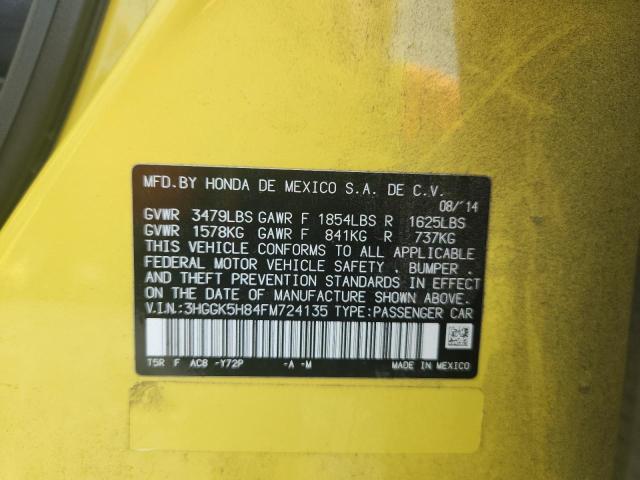 MFD.BY HONDA DE MEXICO S.A. DE C.V.
08/'14
GVWR 3479LBS GAWR F 1854LBS R 1625LBS
GVWR 1578KG GAWR F 841KG R 737KG
THIS VEHICLE CONFORMS TO ALL APPLICABLE
FEDERAL MOTOR VEHICLE SAFETY , BUMPER ,
AND THEFT PREVENTION STANDARDS IN EFFECT
ON THE DATE OF MANUFACTURE SHOWN ABOVE.
V.I.N.:3HGGK5H84FM724135 TYPE:PASSENGER CAR
T5R F AC8 -Y72P -A -M MADE IN MEXICO